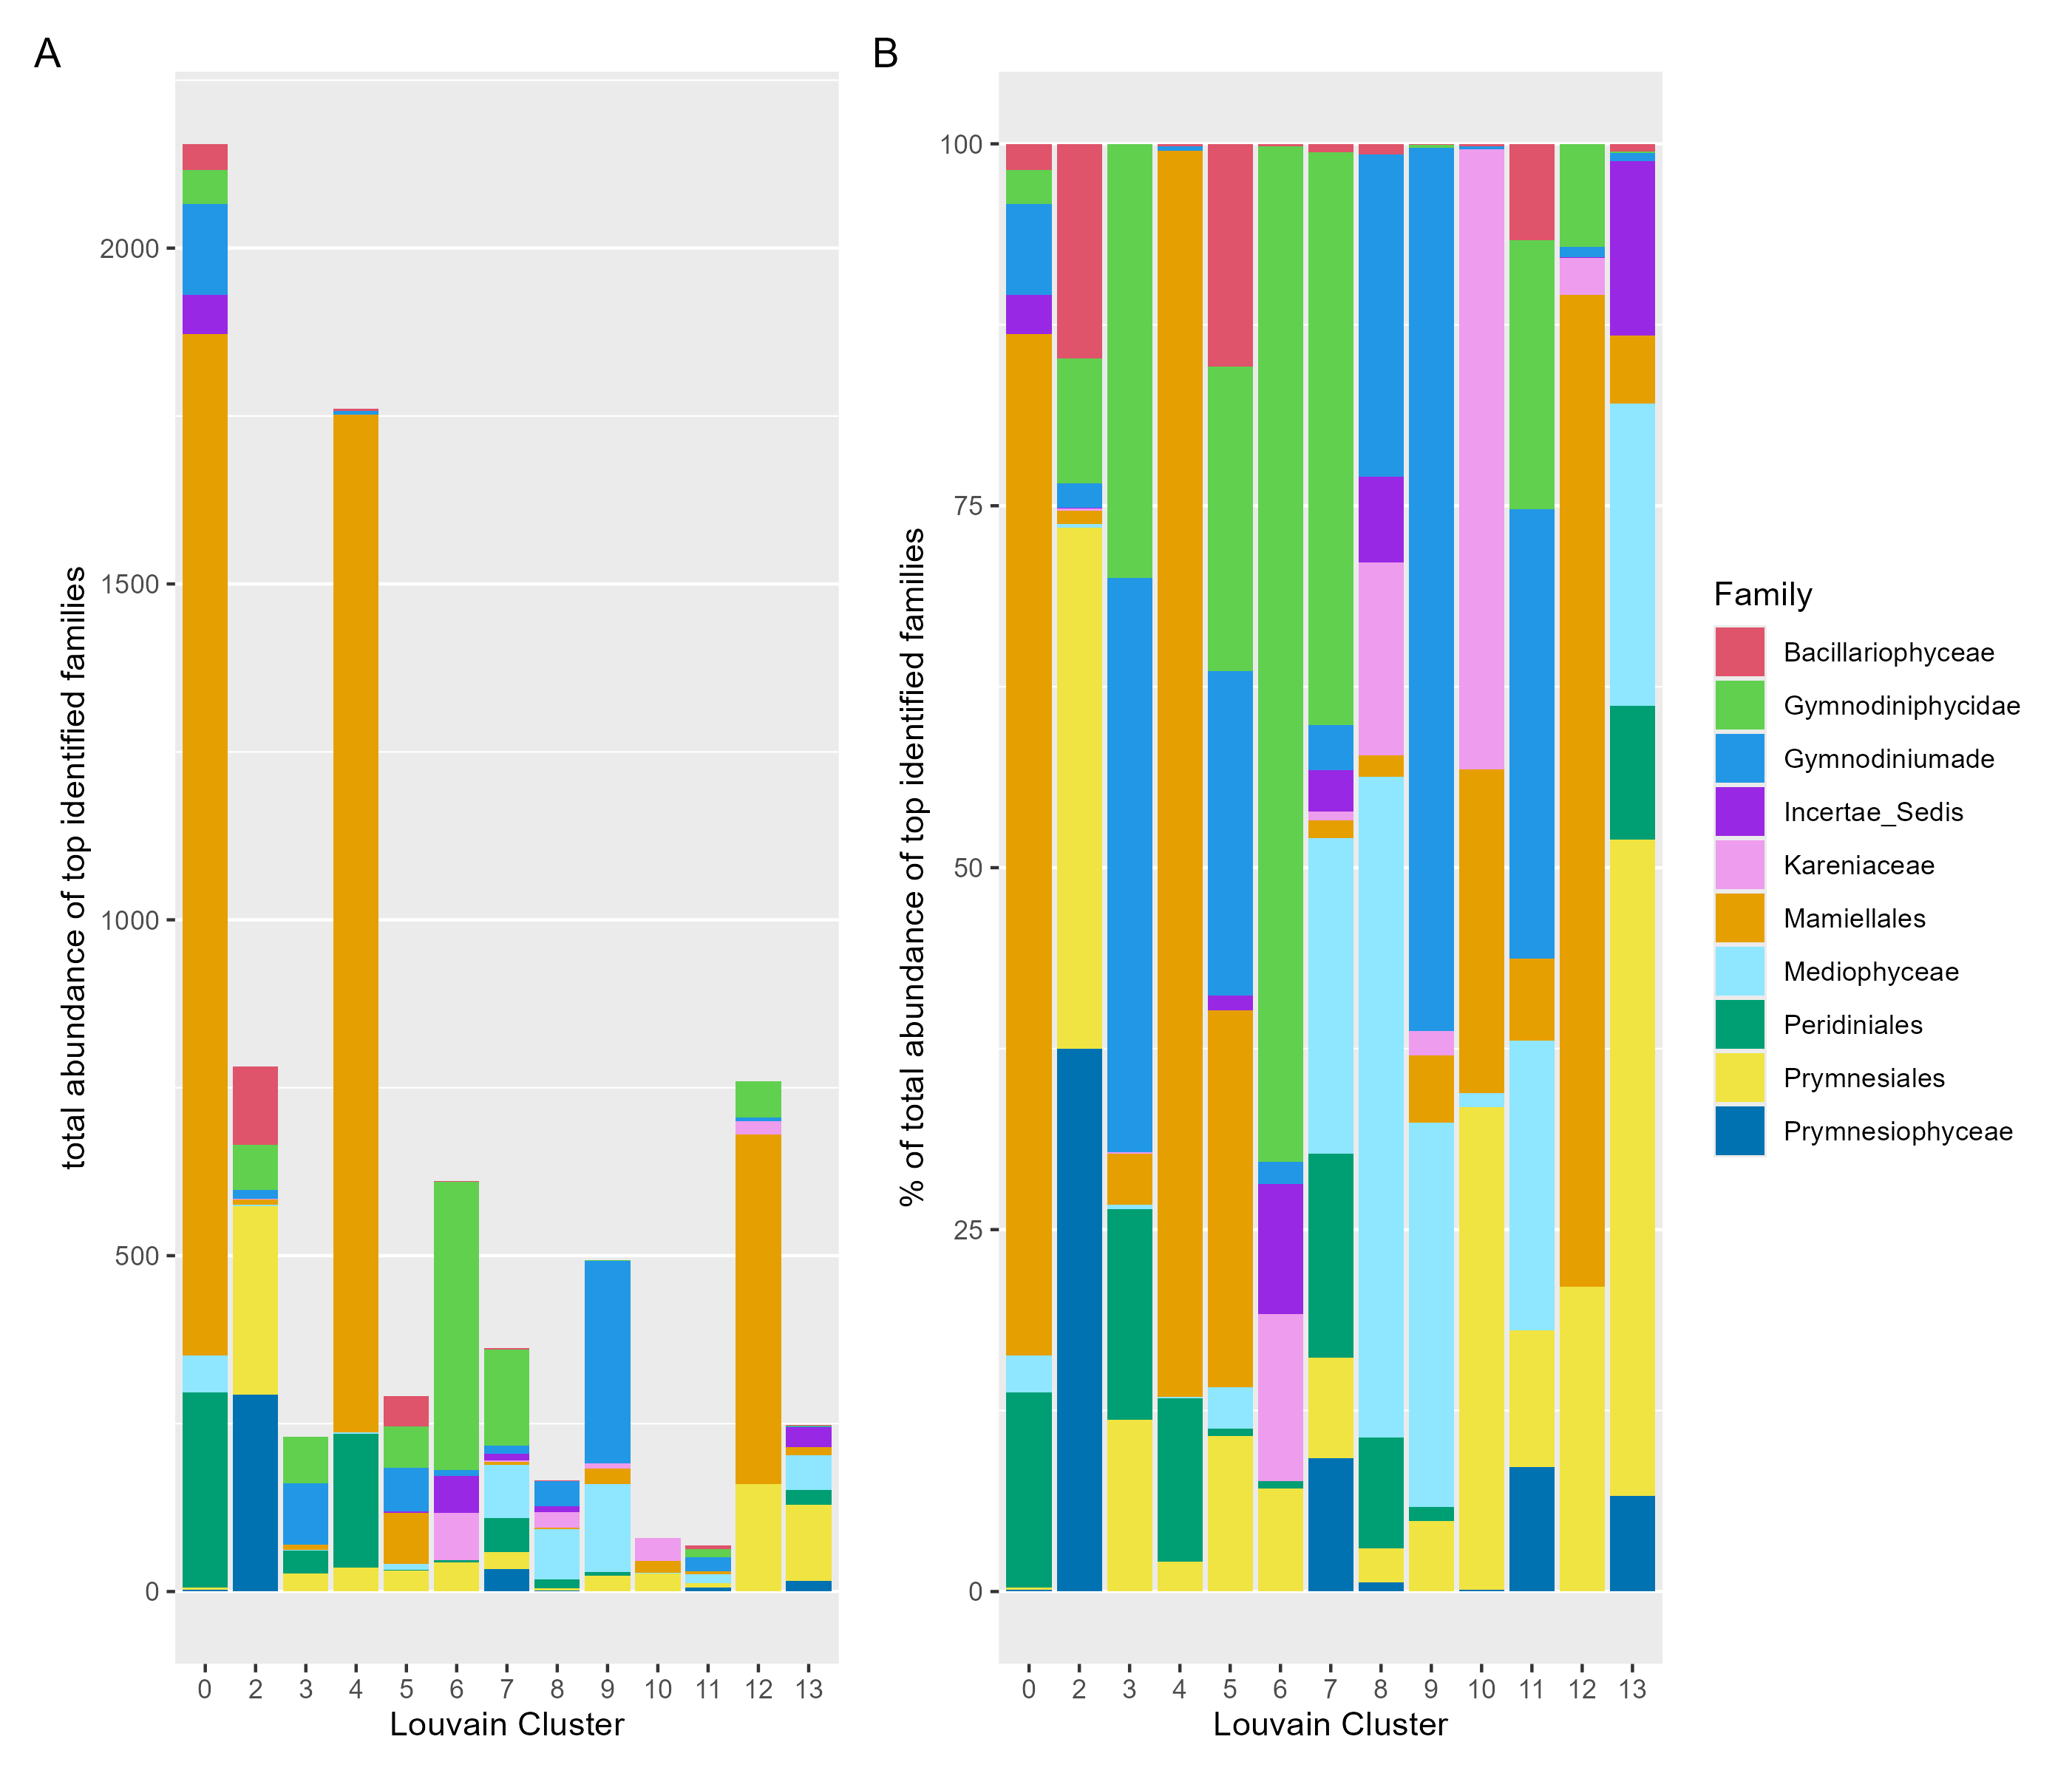 A
B
total abundance of top identified families
2000
1500
1000
500
0
0 2 3 4 5 6 7 8 9 10 11 12 13
Louvain Cluster
% of total abundance of top identified families
100
75
50
25
0
0 2 3 4 5 6 7 8 9 10 11 12 13
Louvain Cluster
Family
Bacillariophyceae
Gymnodiniphycidae
Gymnodiniumade
Incertae_Sedis
Kareniaceae
Mamiellales
Mediophyceae
Peridiniales
Prymnesiales
Prymnesiophyceae